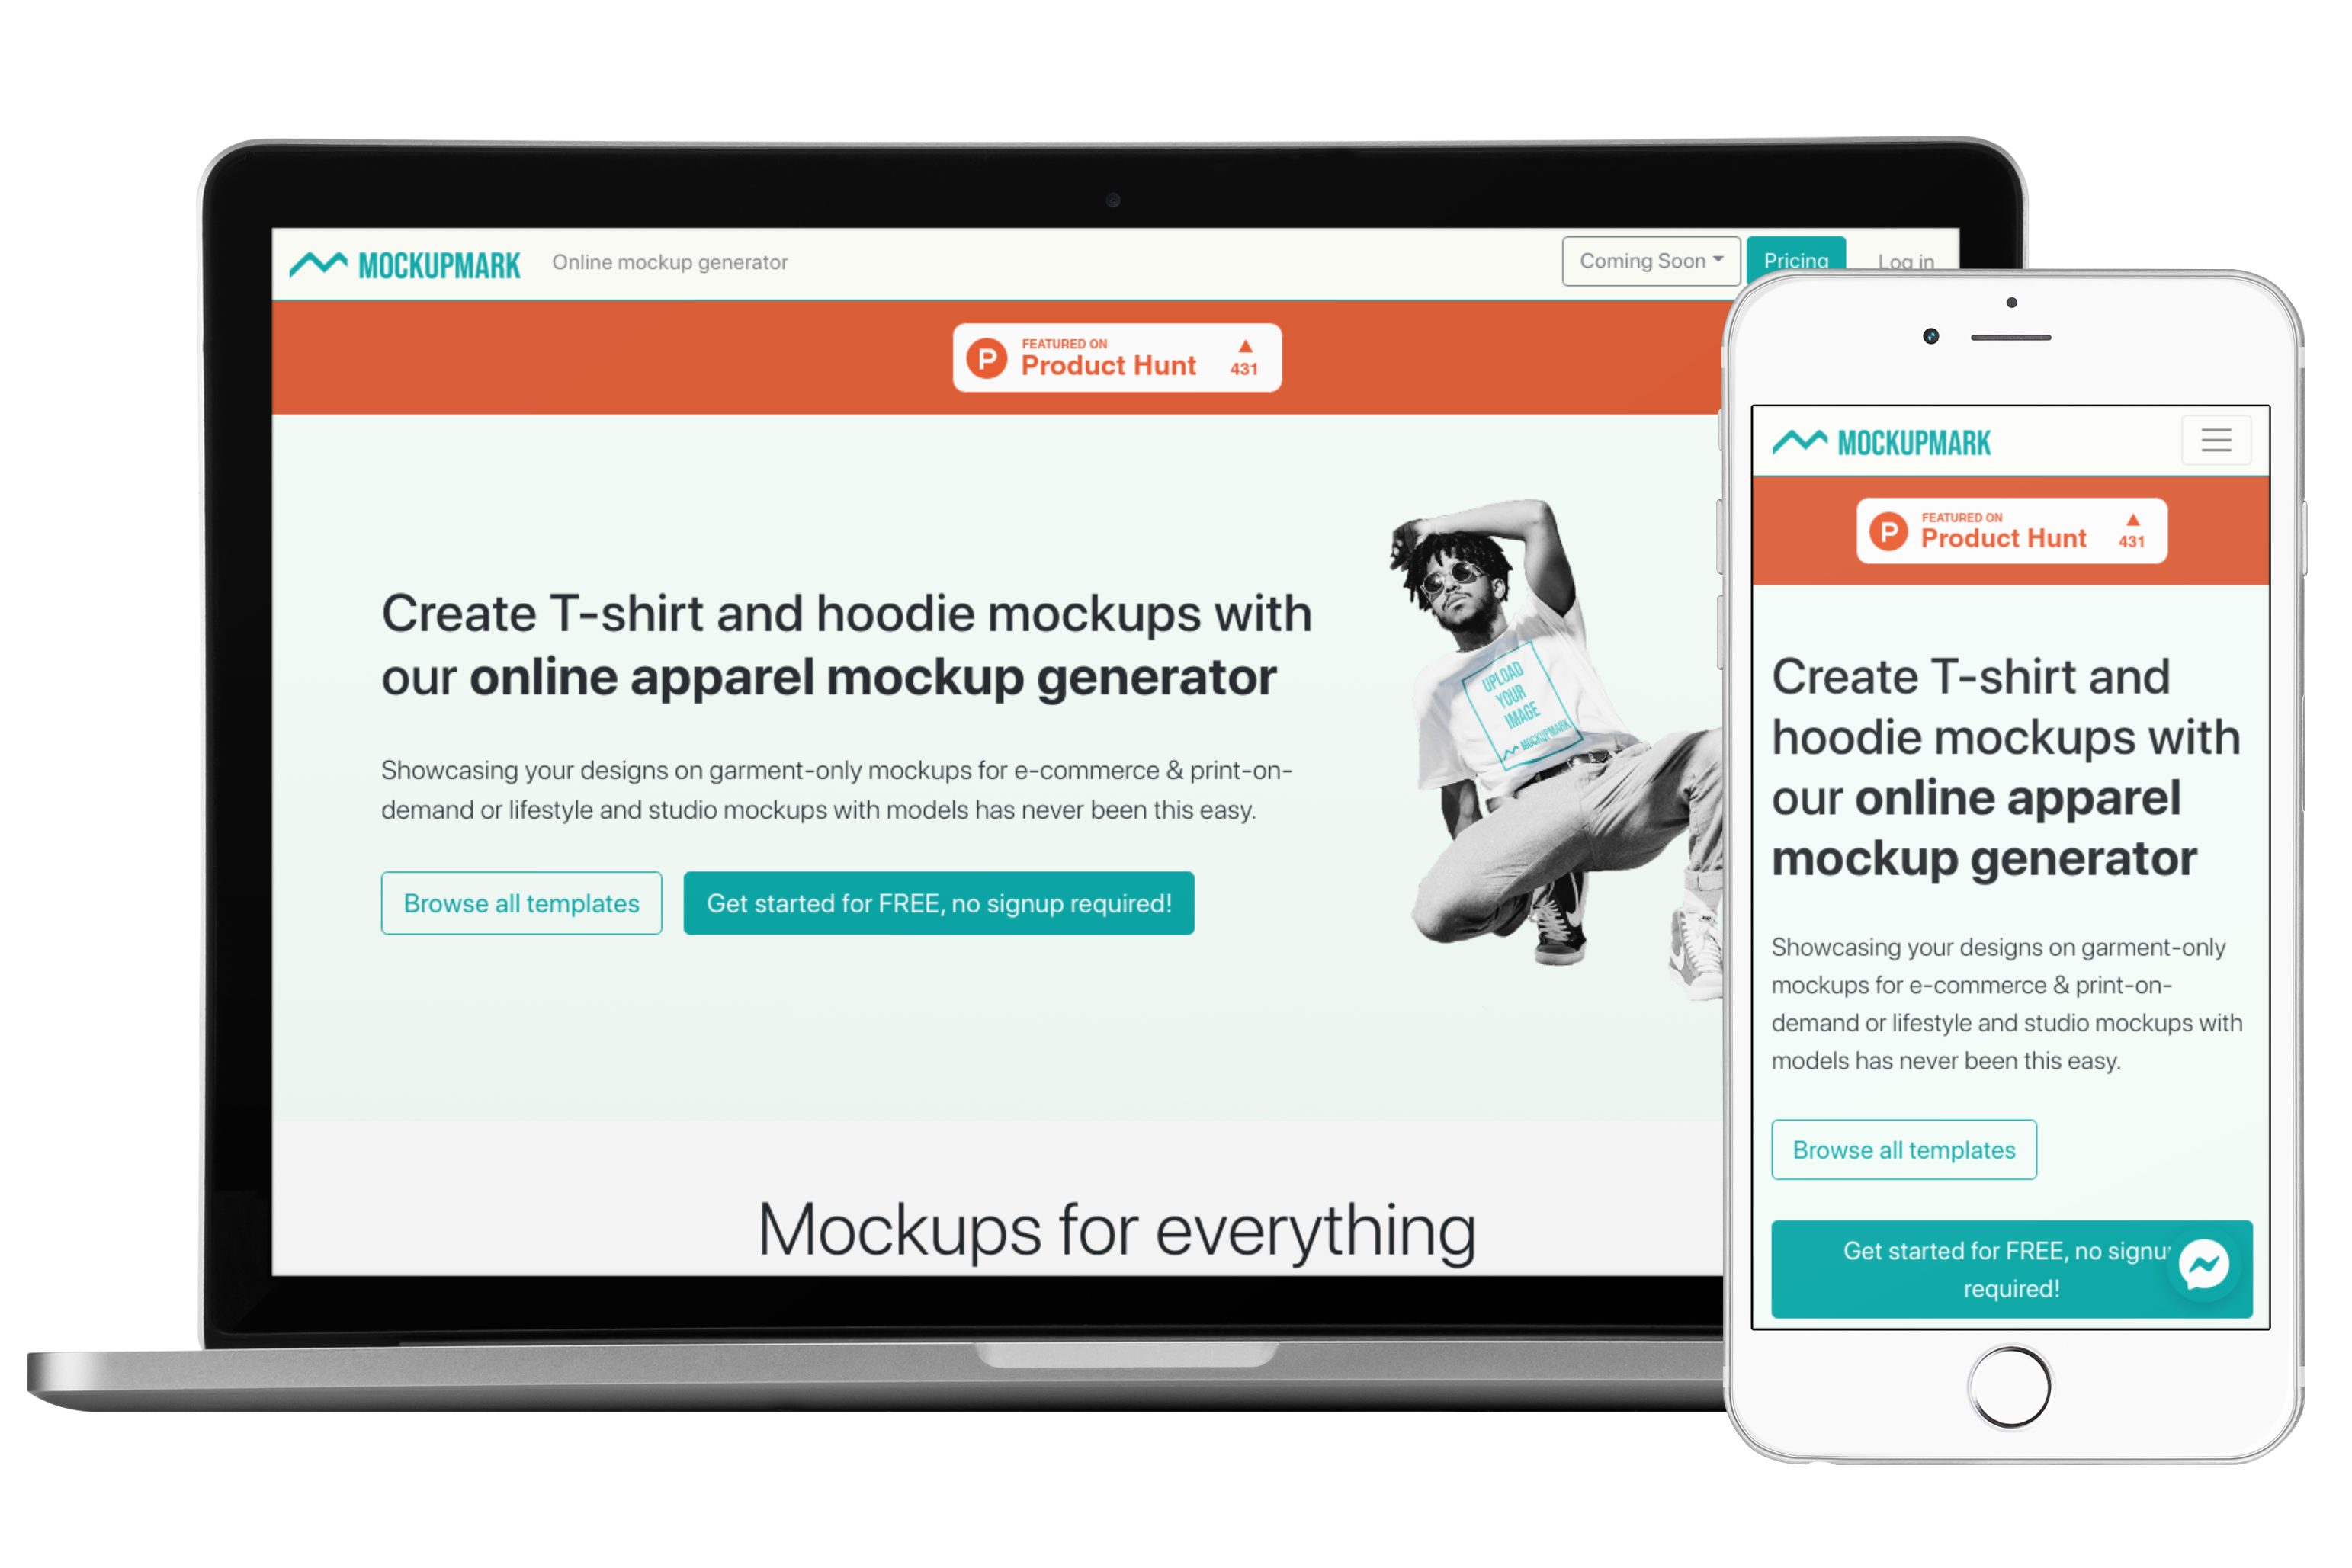 MOCKUPMARK
Online mockup generator
Coming Soon
Pricing
Log in
P
FEATURED ON
Product Hunt
431
Create T-shirt and hoodie mockups with
our online apparel mockup generator
Showcasing your designs on garment-only mockups for e-commerce & print-on-
demand or lifestyle and studio mockups with models has never been this easy.
Browse all templates
Get started for FREE, no signup required!
UPLOAD
YOUR
IMAGE
MOCKUPMARK
Mockups for everything
MOCKUPMARK
P
FEATURED ON
Product Hunt
431
Create T-shirt and
hoodie mockups with
our online apparel
mockup generator
Showcasing your designs on garment-only
mockups for e-commerce & print-on-
demand or lifestyle and studio mockups with
models has never been this easy.
Browse all templates
Get started for FREE, no signu
required!